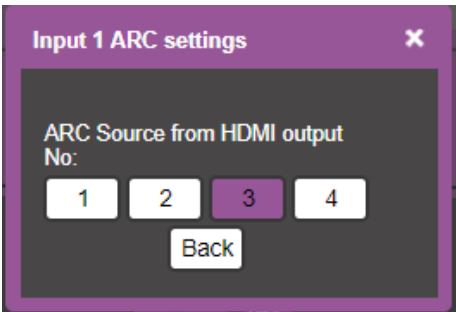 Input 1 ARC settings ×
ARC Source from HDMI output
No:
1 2 3 4
Back